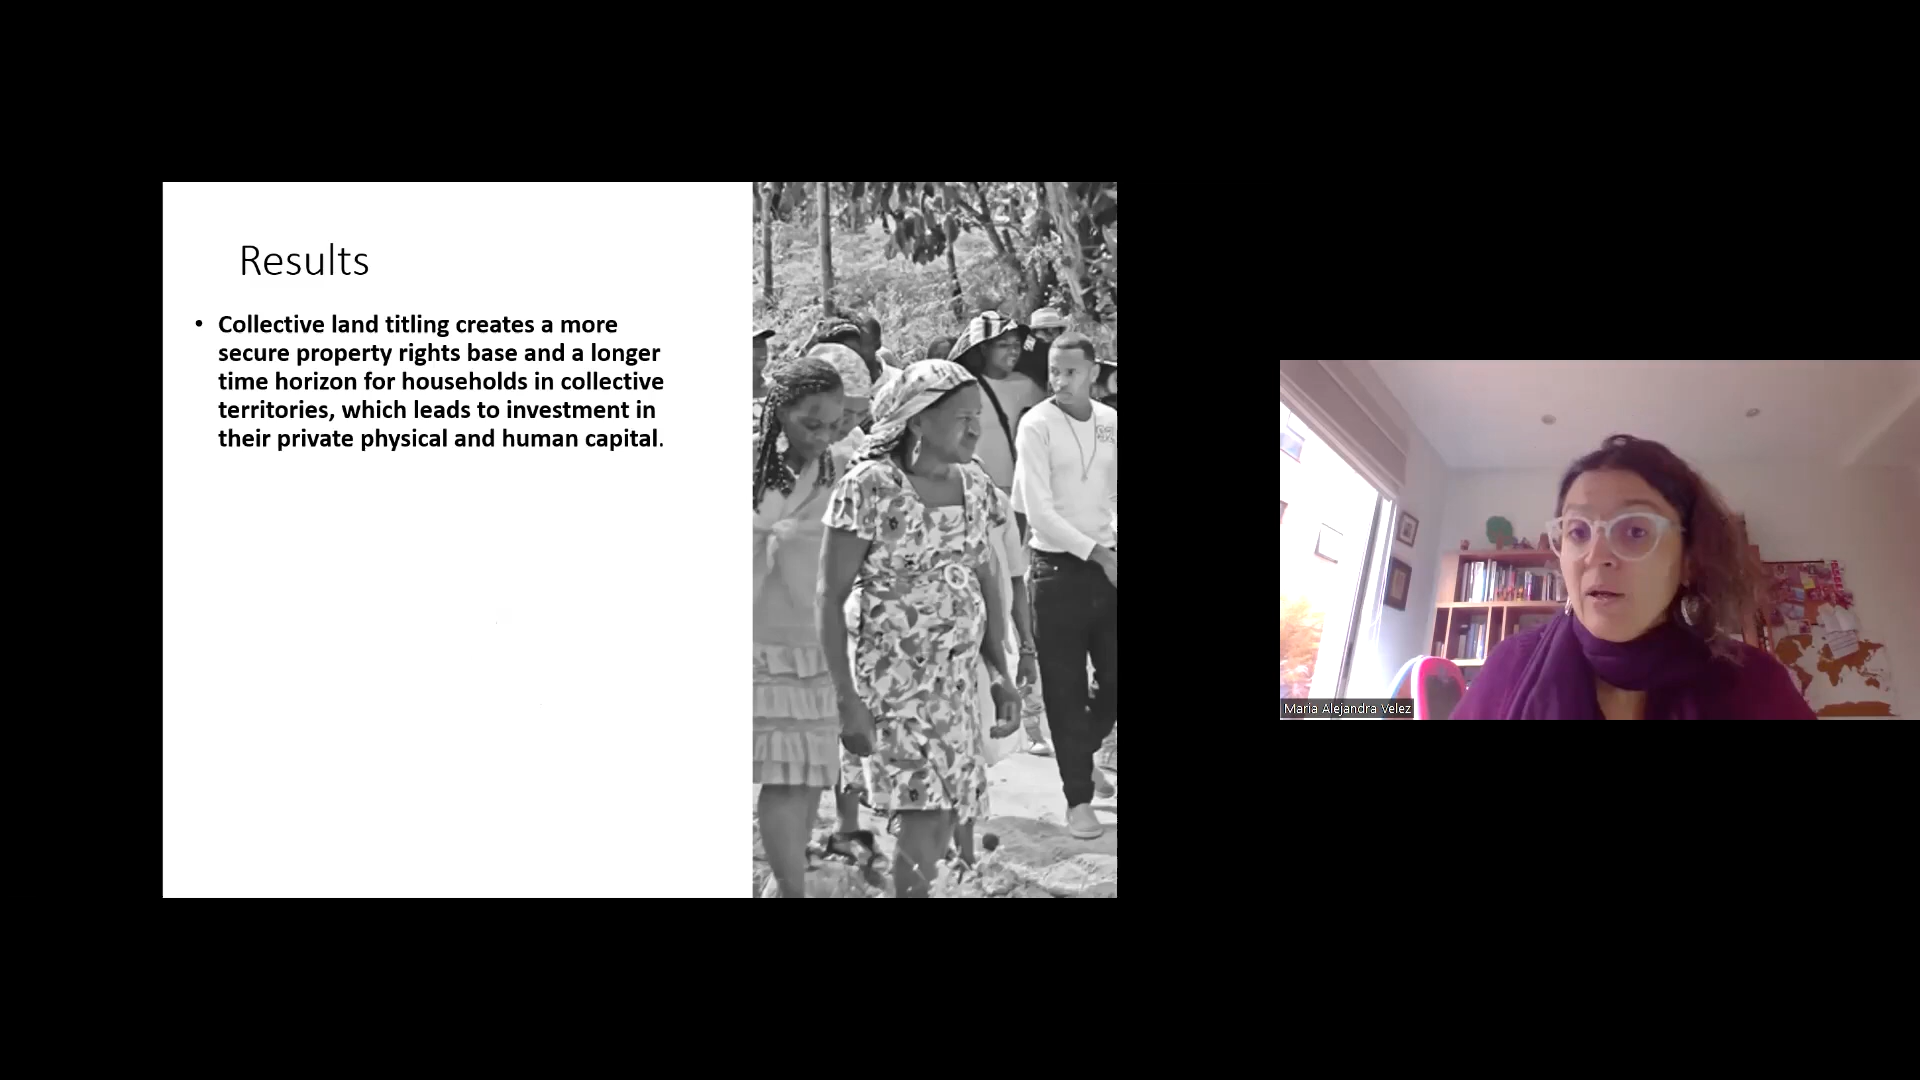 Results
• Collective land titling creates a more
secure property rights base and a longer
time horizon for households in collective
territories, which leads to investment in
their private physical and human capital.
Maria Alejandra Velez